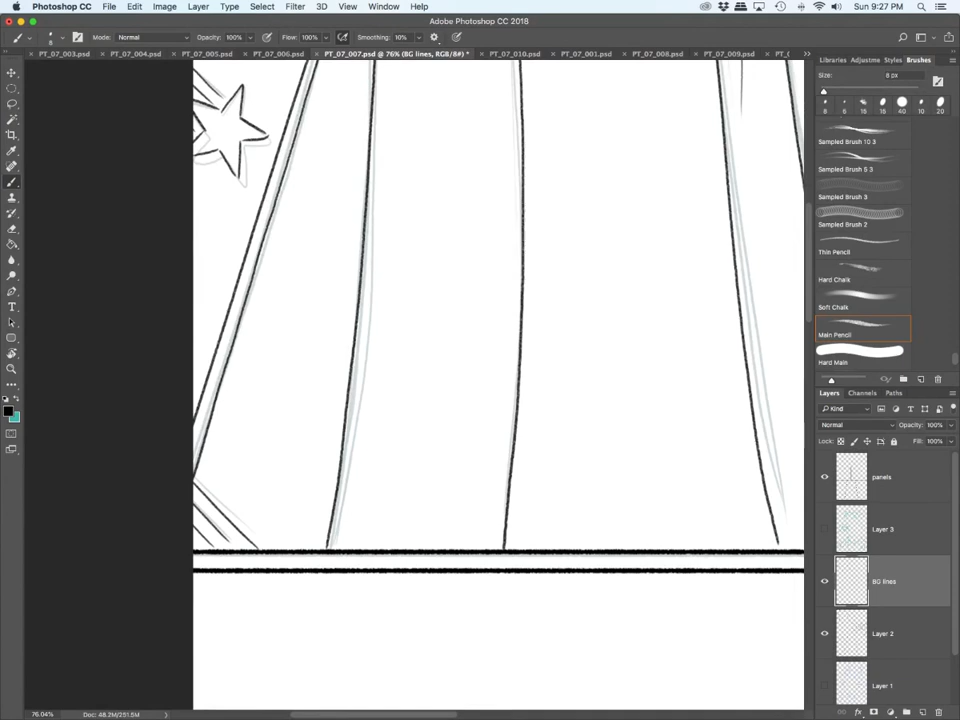 Photoshop CC File Edit Image Layer Type Select Filter 3D View Window Help Sun 9:27 PM
Adobe Photoshop CC 2018
Mode: Normal Opacity: 100% Flow: 100% Smoothing: 10%
PT_07_003.psd PT_07_004.psd PT_07_005.psd PT_07_006.psd PT_07_007.psd @ 76% (BG lines, RGB/8#) * PT_07_010.psd PT_07_001.psd PT_07_008.psd PT_07_009.psd PT_(
Libraries Adjustme Styles Brushes
Size: 8 px
Sampled Brush 10 3
Sampled Brush 5 3
Sampled Brush 3
Sampled Brush 2
Thin Pencil
Hard Chalk
Soft Chalk
Main Pencil
Hard Main
Layers Channels Paths
Kind
Normal Opacity: 100%
Lock: Fill: 100%
panels
Layer 3
BG lines
Layer 2
Layer 1
76.04% Doc: 48.2M/251.5M